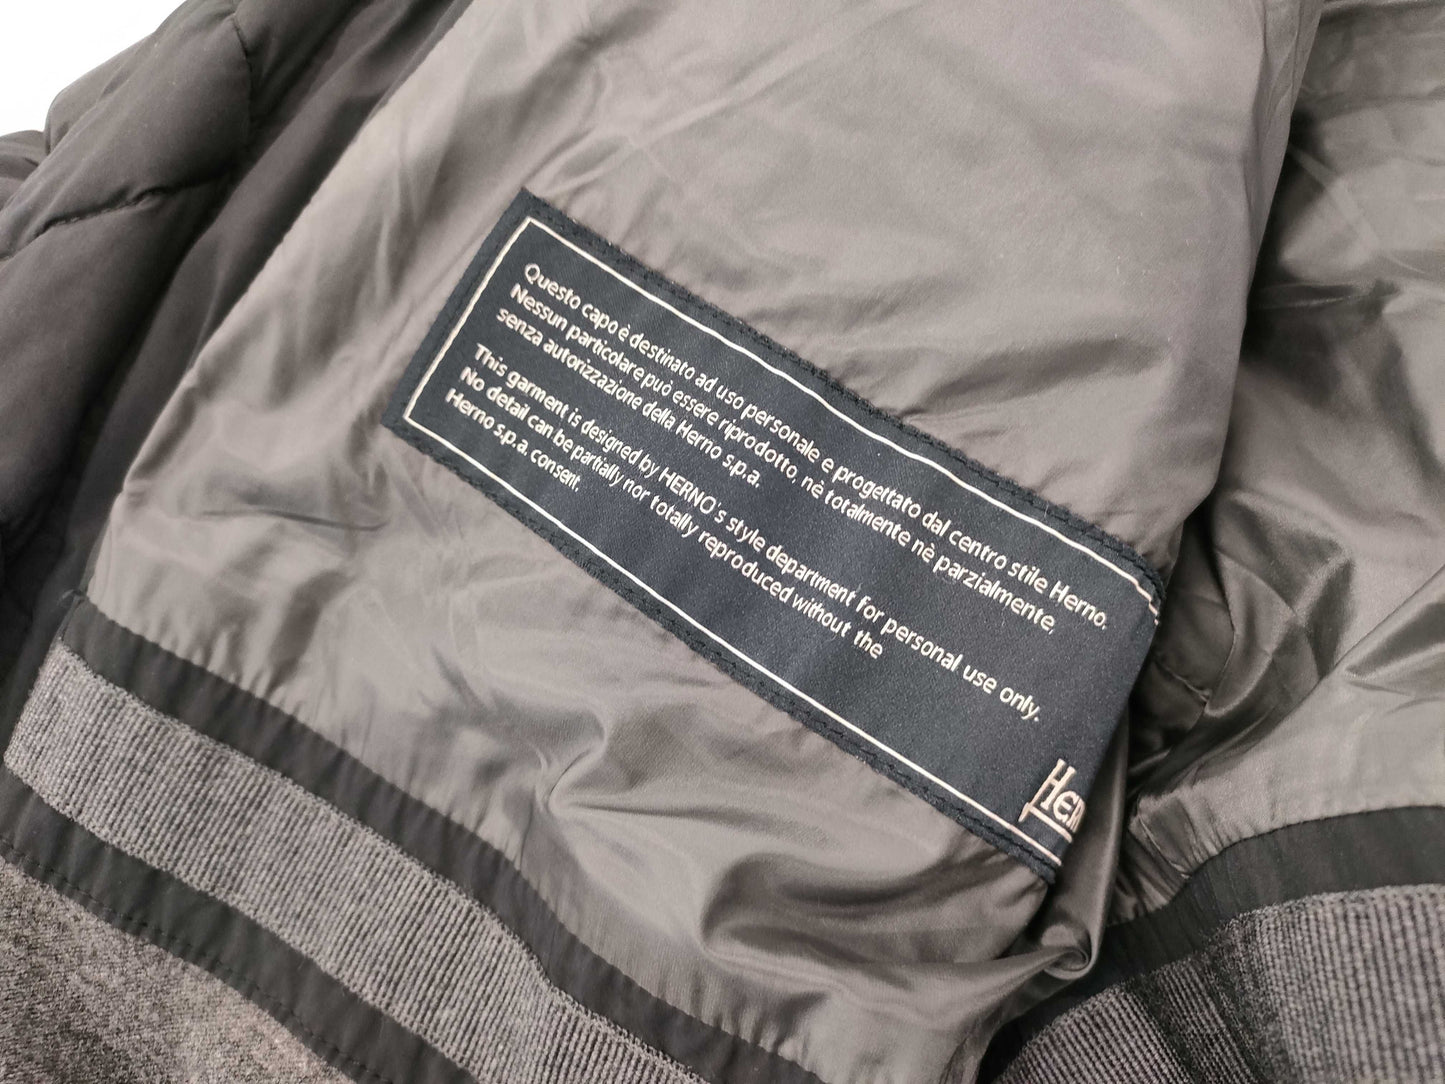 Questo capo è destinato ad uso personale e progettato dal centro stile Herno.
Nessun particolare può essere riprodotto, nè totalmente nè parzialmente,
senza autorizzazione della Herno s.p.a.
This garment is designed by HERNO's style department for personal use only.
No detail can be partially nor totally reproduced without the
Herno s.p.a. consent.